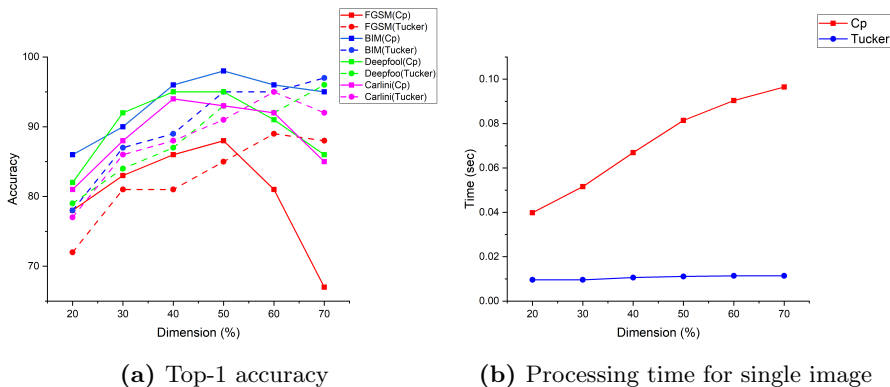 FGSM(Cp)
FGSM(Tucker)
BIM(Cp)
BIM(Tucker)
Deepfool(Cp)
Deepfoo(Tucker)
Carlini(Cp)
Carlini(Tucker)
100
90
80
70
Accuracy
20 30 40 50 60 70
Dimension (%)
(a) Top-1 accuracy
Cp
Tucker
0.10
0.08
0.06
0.04
0.02
0.00
Time (sec)
20 30 40 50 60 70
Dimension (%)
(b) Processing time for single image